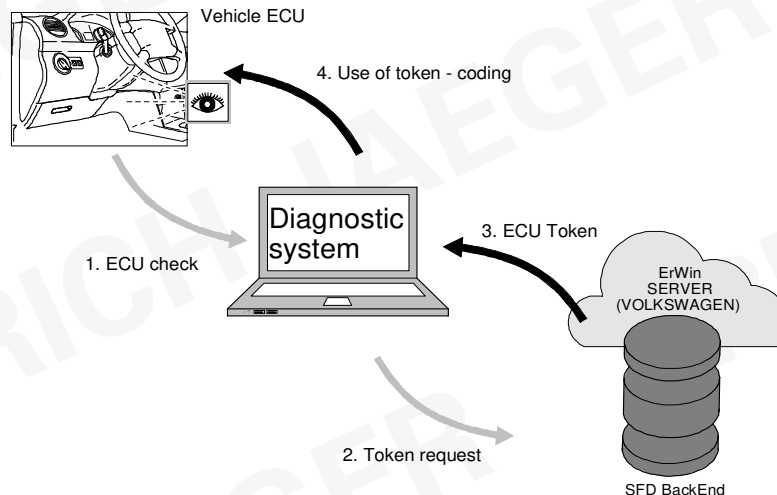 Vehicle ECU
4. Use of token - coding
Diagnostic
system
3. ECU Token
1. ECU check
ErWin
SERVER
(VOLKSWAGEN)
2. Token request
SFD BackEnd